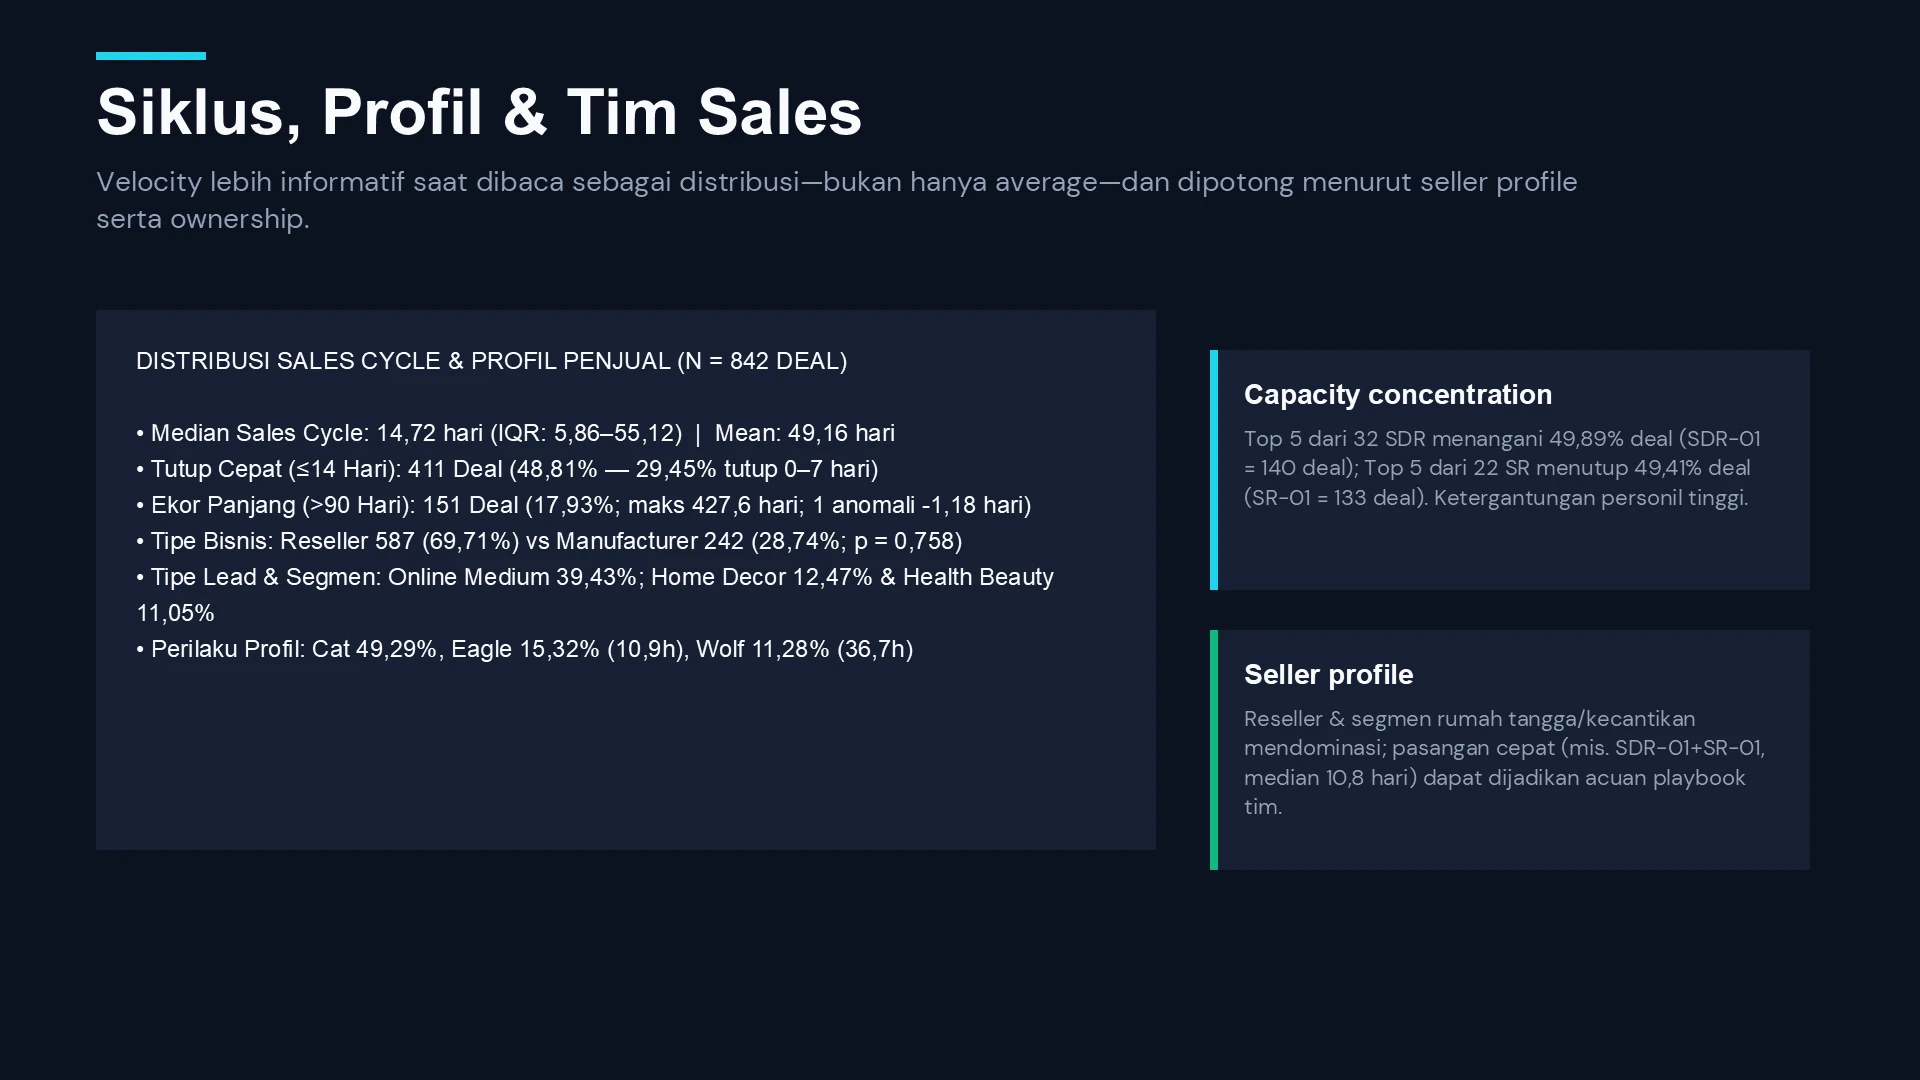 Siklus, Profil & Tim Sales
Velocity lebih informatif saat dibaca sebagai distribusi—bukan hanya average—dan dipotong menurut seller profile
serta ownership.
DISTRIBUSI SALES CYCLE & PROFIL PENJUAL (N = 842 DEAL)
• Median Sales Cycle: 14,72 hari (IQR: 5,86–55,12)  |  Mean: 49,16 hari
• Tutup Cepat (≤14 Hari): 411 Deal (48,81% — 29,45% tutup 0–7 hari)
• Ekor Panjang (>90 Hari): 151 Deal (17,93%; maks 427,6 hari; 1 anomali -1,18 hari)
• Tipe Bisnis: Reseller 587 (69,71%) vs Manufacturer 242 (28,74%; p = 0,758)
• Tipe Lead & Segmen: Online Medium 39,43%; Home Decor 12,47% & Health Beauty
11,05%
• Perilaku Profil: Cat 49,29%, Eagle 15,32% (10,9h), Wolf 11,28% (36,7h)
Capacity concentration
Top 5 dari 32 SDR menangani 49,89% deal (SDR-01
= 140 deal); Top 5 dari 22 SR menutup 49,41% deal
(SR-01 = 133 deal). Ketergantungan personil tinggi.
Seller profile
Reseller & segmen rumah tangga/kecantikan
mendominasi; pasangan cepat (mis. SDR-01+SR-01,
median 10,8 hari) dapat dijadikan acuan playbook
tim.